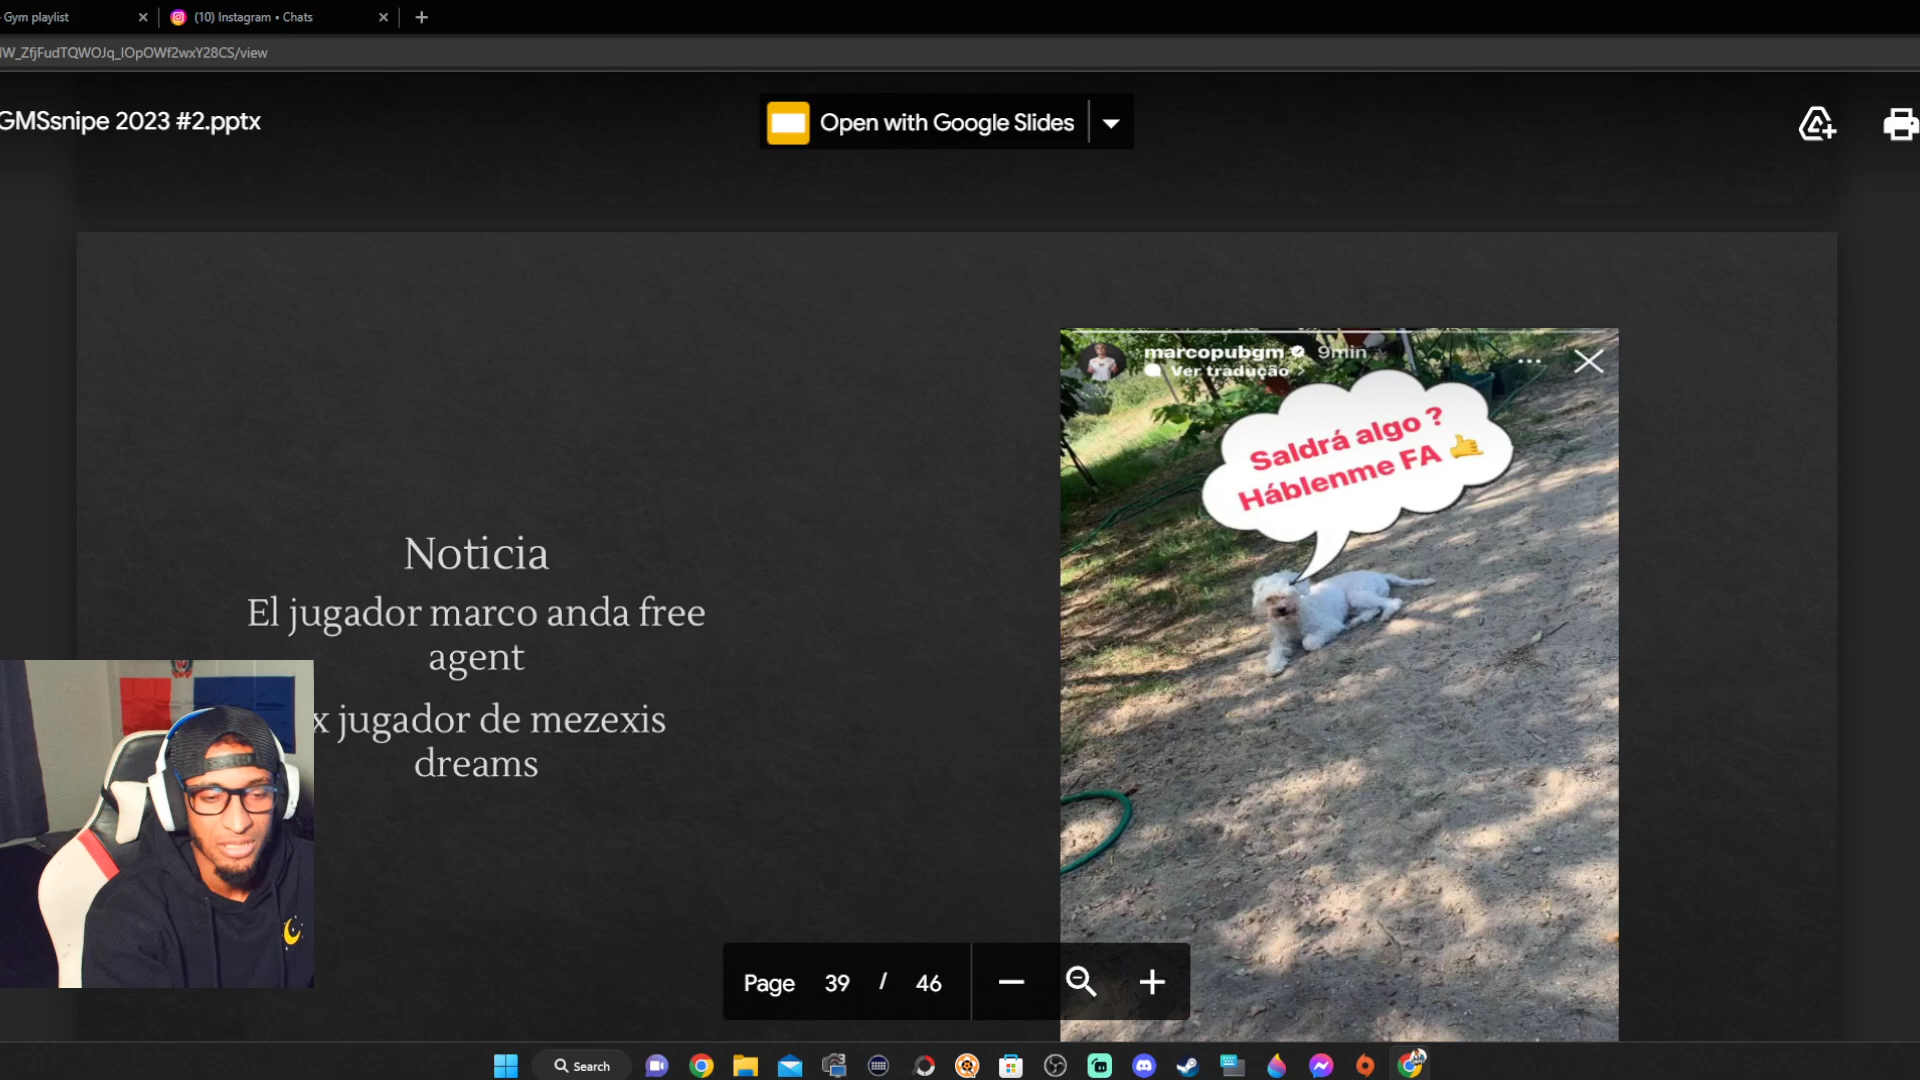 Gym playlist
(10) Instagram • Chats
IW_ZfjFudTQWOJq_IOpOWf2wxY28CS/view
GMSsnipe 2023 #2.pptx
Open with Google Slides
marcopubgm 9min
Ver tradução
Saldrá algo ?
Háblenme FA
Noticia
El jugador marco anda free
agent
x jugador de mezexis
dreams
Page 39 / 46
Search